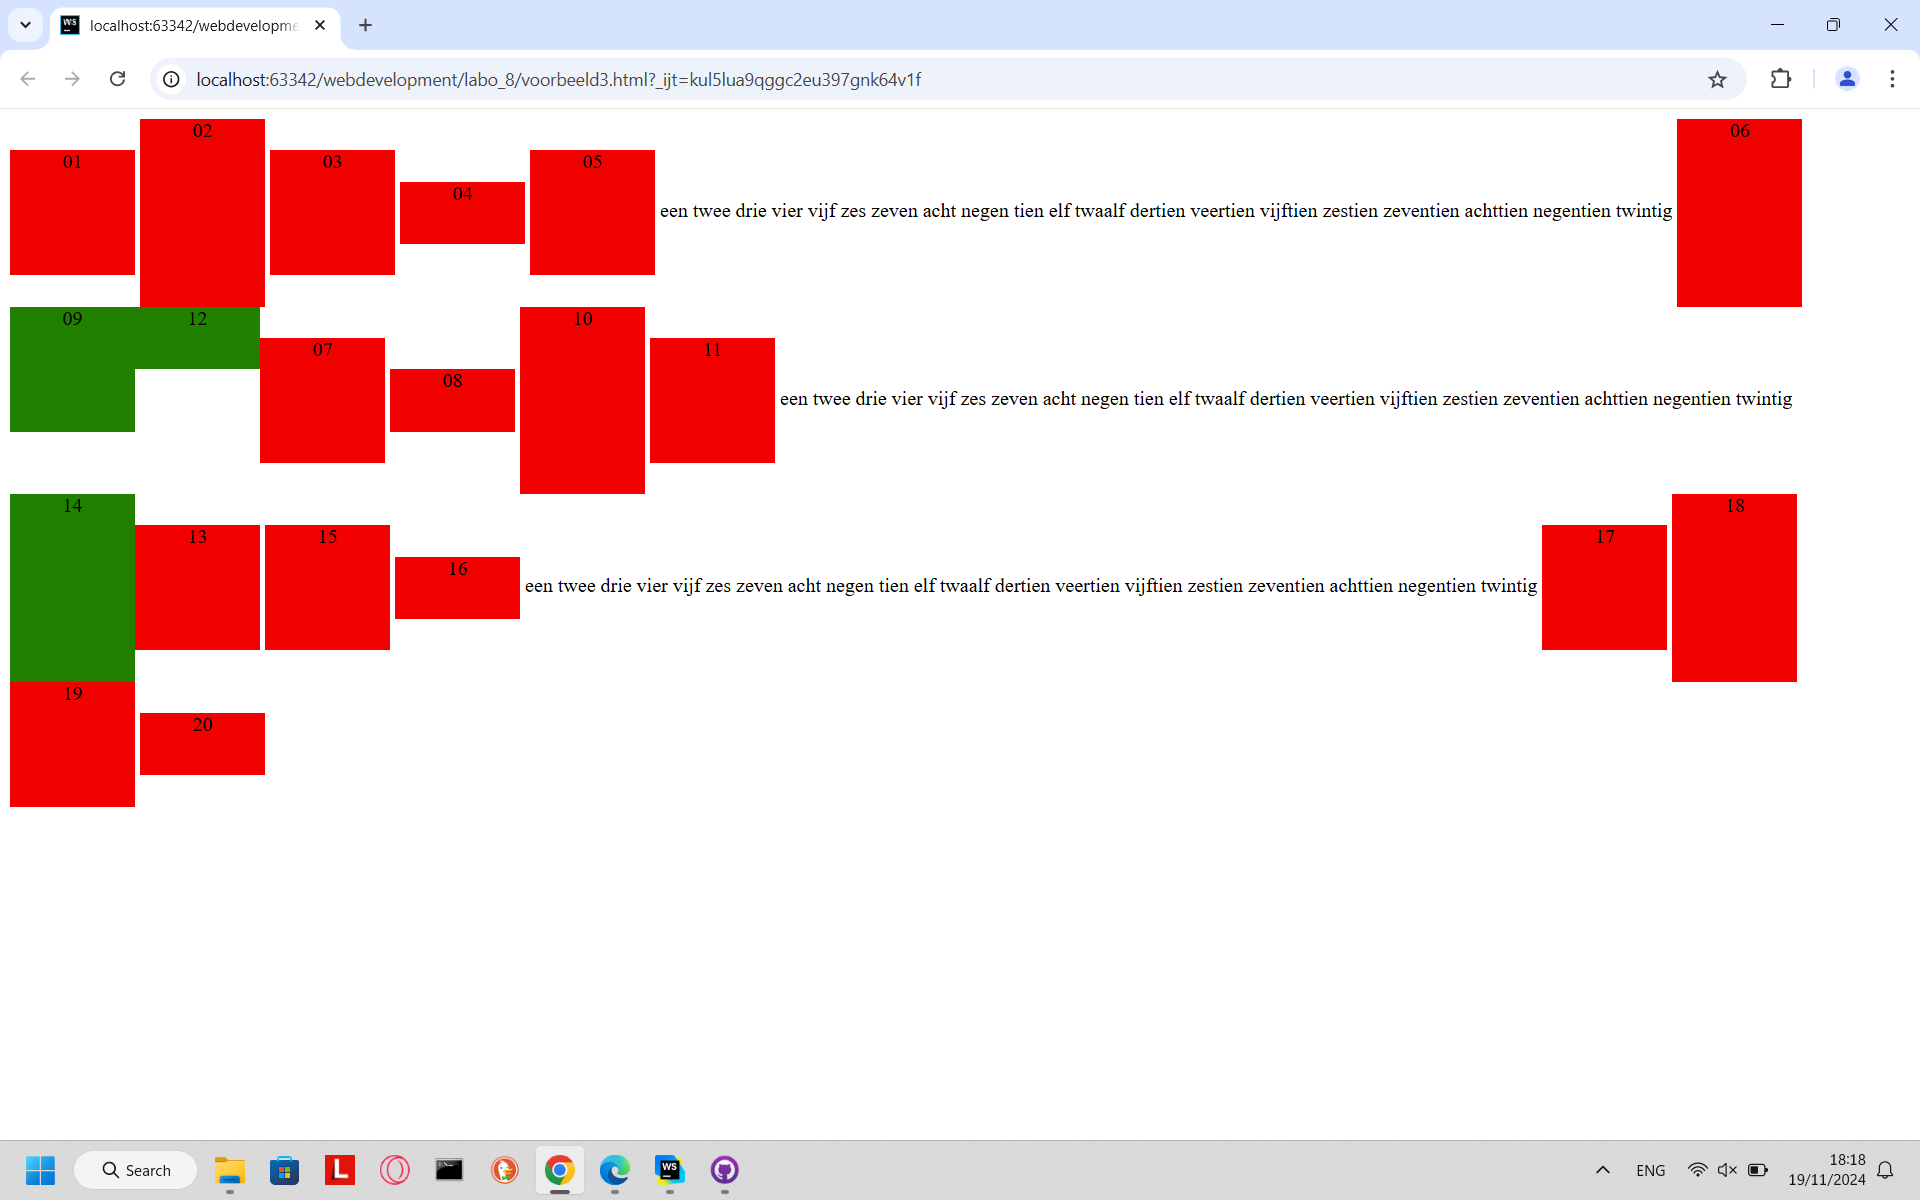 localhost:63342/webdevelopme
localhost:63342/webdevelopment/labo_8/voorbeeld3.html?_ijt=kul5lua9qggc2eu397gnk64v1f
01 02 03 04 05 een twee drie vier vijf zes zeven acht negen tien elf twaalf dertien veertien vijftien zestien zeventien achttien negentien twintig 06
09 12 07 08 10 11 een twee drie vier vijf zes zeven acht negen tien elf twaalf dertien veertien vijftien zestien zeventien achttien negentien twintig
14 13 15 16 een twee drie vier vijf zes zeven acht negen tien elf twaalf dertien veertien vijftien zestien zeventien achttien negentien twintig 17 18
19 20
Search
ENG
18:18
19/11/2024